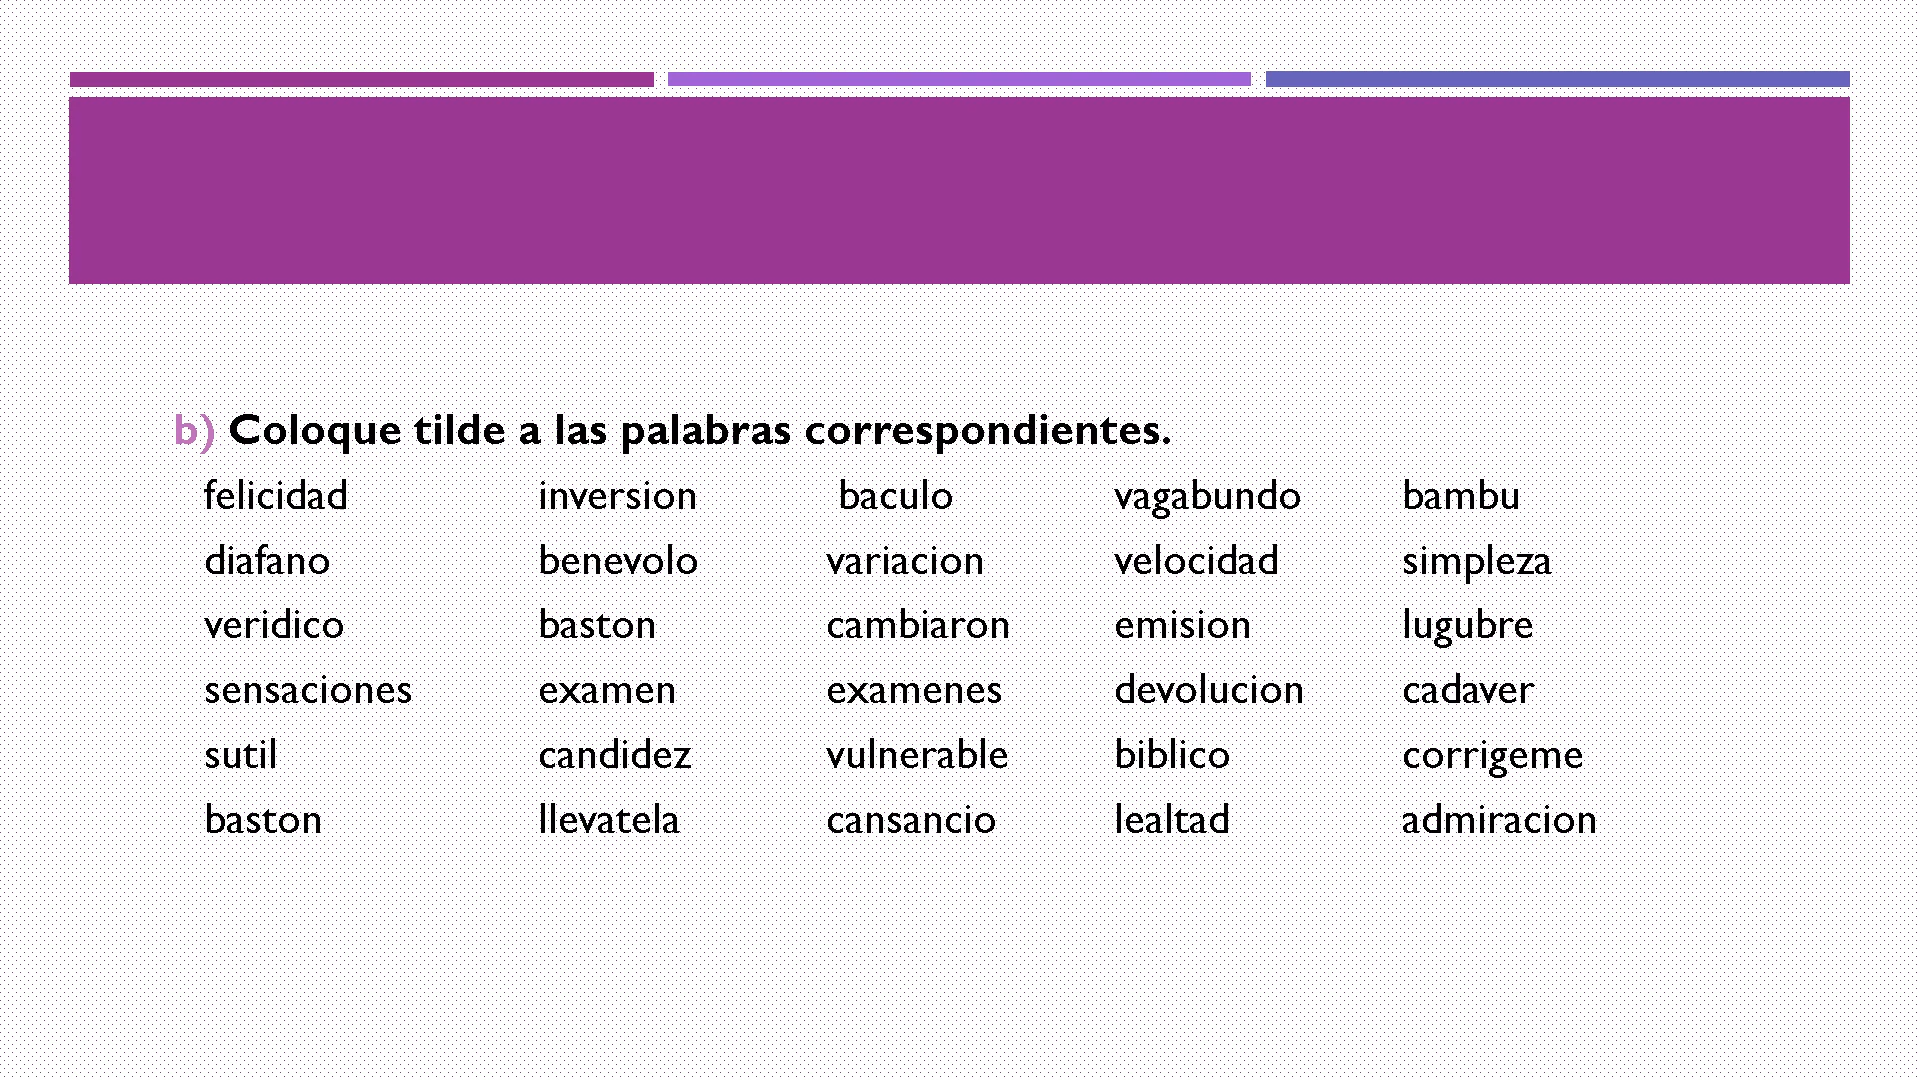 b) Coloque tilde a las palabras correspondientes.
felicidad inversion baculo vagabundo bambu
diafano benevolo variacion velocidad simpleza
veridico baston cambiaron emision lugubre
sensaciones examen examenes devolucion cadaver
sutil candidez vulnerable biblico corrigeme
baston llevatela cansancio lealtad admiracion